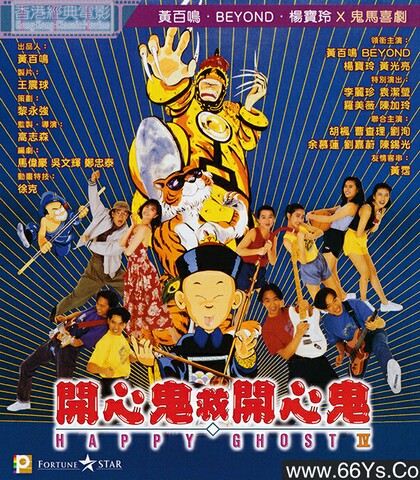 香港經典電影
黃百鳴・BEYOND・楊寶玲 X 鬼馬喜劇
出品人：
黃百鳴
製片：
王震球
策劃：
黎永強
監製・導演：
高志森
編劇：
馬偉豪 吳文輝 鄭忠泰
動畫特技：
徐克
領銜主演：
黃百鳴 BEYOND
楊寶玲 黃光亮
特別演出：
李麗珍 袁潔瑩
羅美薇 陳加玲
聯合主演：
胡楓 曹查理 劉洵
余慕蓮 劉嘉蔚 陳錫光
友情客串：
黃霑
開心鬼救開心鬼
HAPPY GHOST IV
FORTUNE STAR
www.66Ys.Co